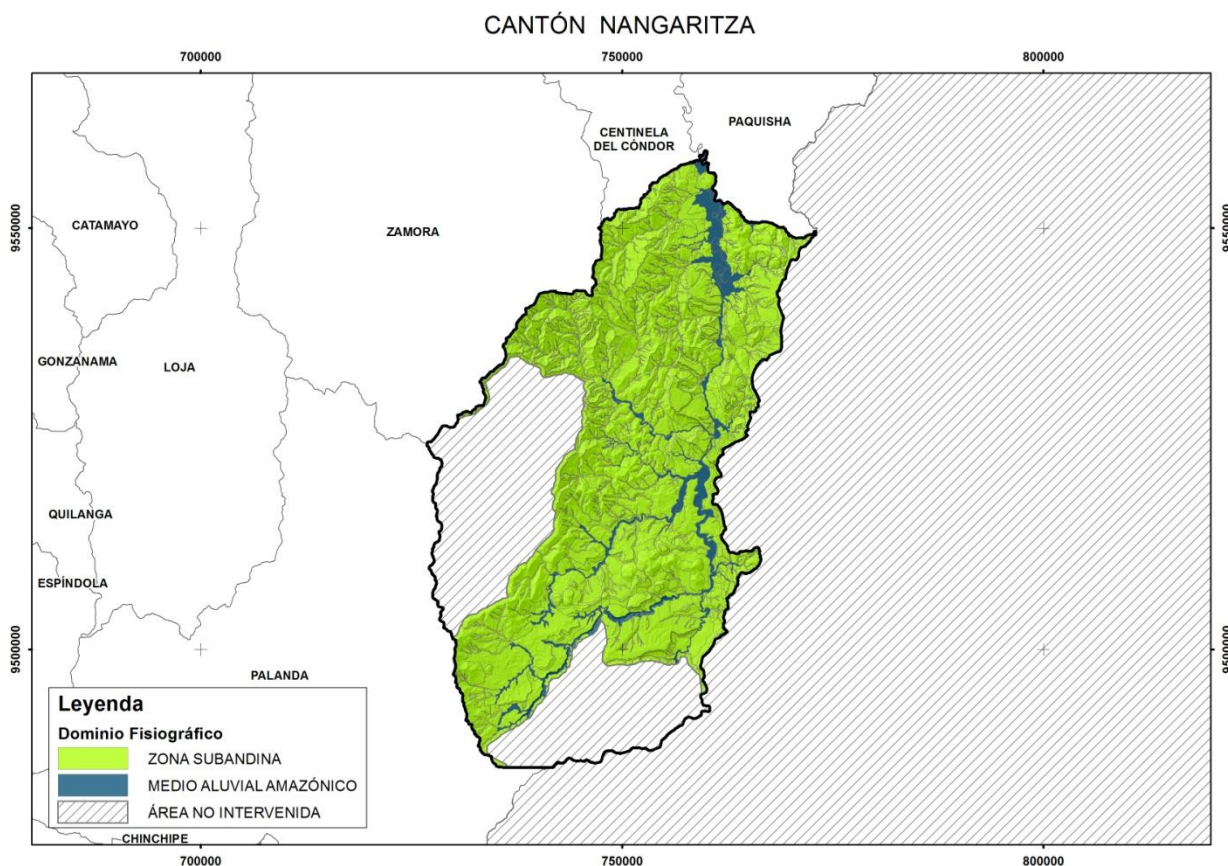 CANTÓN NANGARITZA
700000
750000
800000
PAQUISHA
CENTINELA
DEL CÓNDOR
CATAMAYO
ZAMORA
9550000
9550000
GONZANAMA
LOJA
QUILANGA
ESPÍNDOLA
9500000
9500000
PALANDA
Leyenda
Dominio Fisiográfico
ZONA SUBANDINA
MEDIO ALUVIAL AMAZÓNICO
ÁREA NO INTERVENIDA
CHINCHIPE
700000
750000
800000